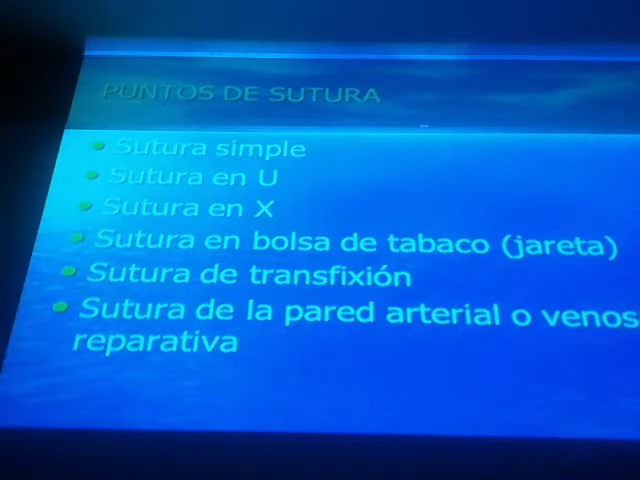 PUNTOS DE SUTURA
• Sutura simple
• Sutura en U
• Sutura en X
• Sutura en bolsa de tabaco (jareta)
• Sutura de transfixión
• Sutura de la pared arterial o venos
reparativa